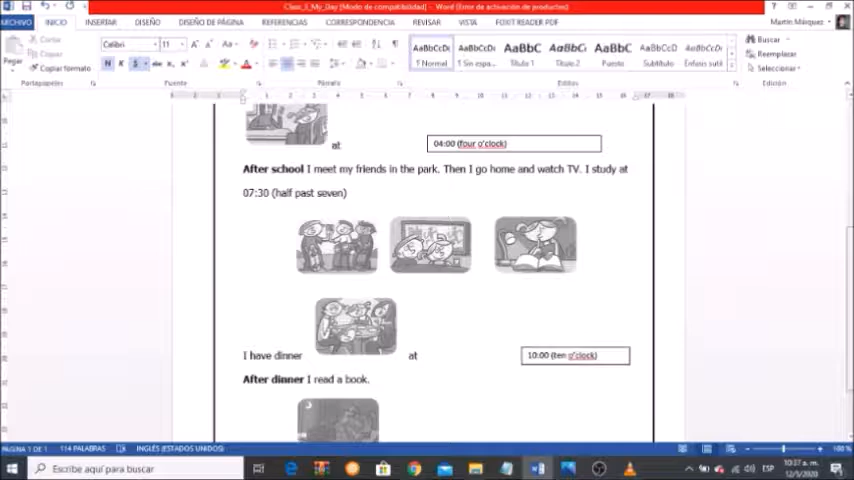 Class_3_My_Day [Modo de compatibilidad] - Word (Error de activación de productos)
ARCHIVO INICIO INSERTAR DISEÑO DISEÑO DE PÁGINA REFERENCIAS CORRESPONDENCIA REVISAR VISTA FOXIT READER PDF
Martin Márquez
Pegar
Cortar
Copiar
Copiar formato
Calibri 11
N K S abc
AaBbCcDc AaBbCcDc AaBbC AaBbCc AaBbC AaBbCcD AaBbCcDc
¶ Normal ¶ Sin espa... Título 1 Título 2 Puesto Subtítulo Énfasis sutil
Buscar
Reemplazar
Seleccionar
Portapapeles Fuente Párrafo Estilos Edición
at 04:00 (four o'clock)
After school I meet my friends in the park. Then I go home and watch TV. I study at
07:30 (half past seven)
I have dinner at 10:00 (ten o'clock)
After dinner I read a book.
PÁGINA 1 DE 1 114 PALABRAS INGLÉS (ESTADOS UNIDOS)
Escribe aquí para buscar
ESP
10:37 p. m.
12/5/2020